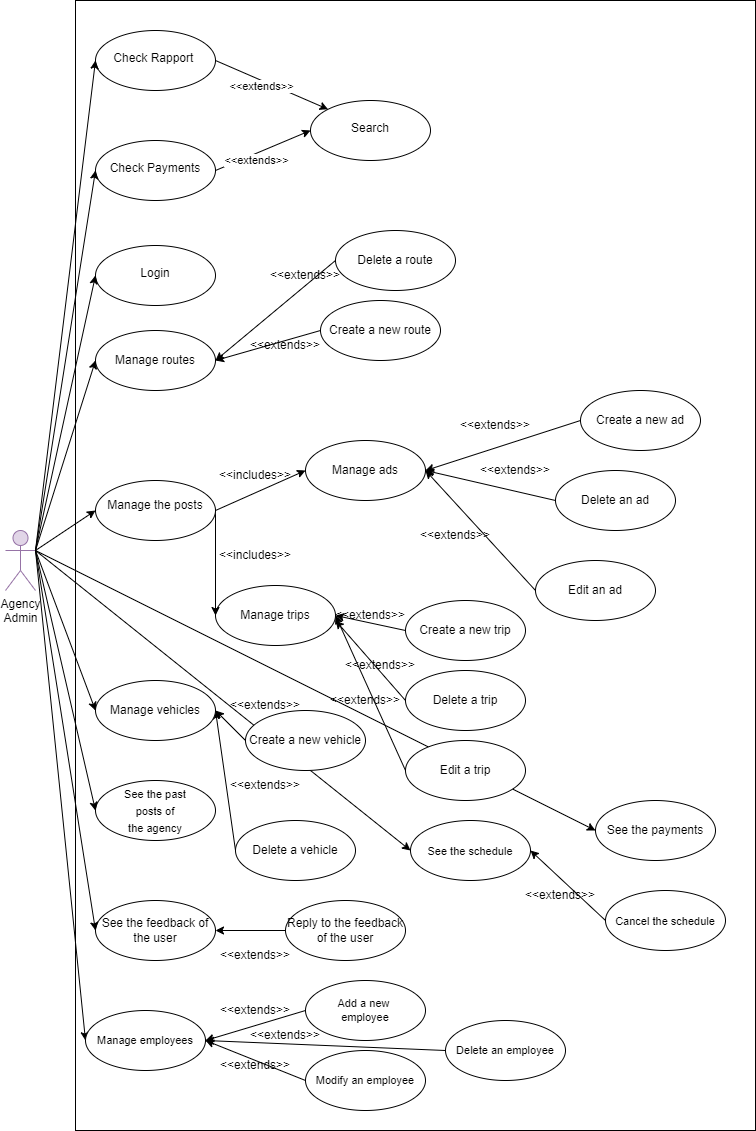 Check Rapport
<<extends>>
Search
<<extends>>
Check Payments
Login
<<extends>>
Delete a route
Manage routes
<<extends>>
Create a new route
<<extends>>
Create a new ad
<<includes>>
Manage ads
<<extends>>
Delete an ad
Manage the posts
<<extends>>
<<includes>>
Edit an ad
Agency
Admin
Manage trips
<<extends>>
Create a new trip
<<extends>>
<<extends>>
Delete a trip
Manage vehicles
<<extends>>
Create a new vehicle
Edit a trip
<<extends>>
See the past
posts of
the agency
See the payments
Delete a vehicle
See the schedule
<<extends>>
Cancel the schedule
See the feedback of
the user
Reply to the feedback
of the user
<<extends>>
<<extends>>
Add a new
employee
<<extends>>
Manage employees
Delete an employee
<<extends>>
Modify an employee